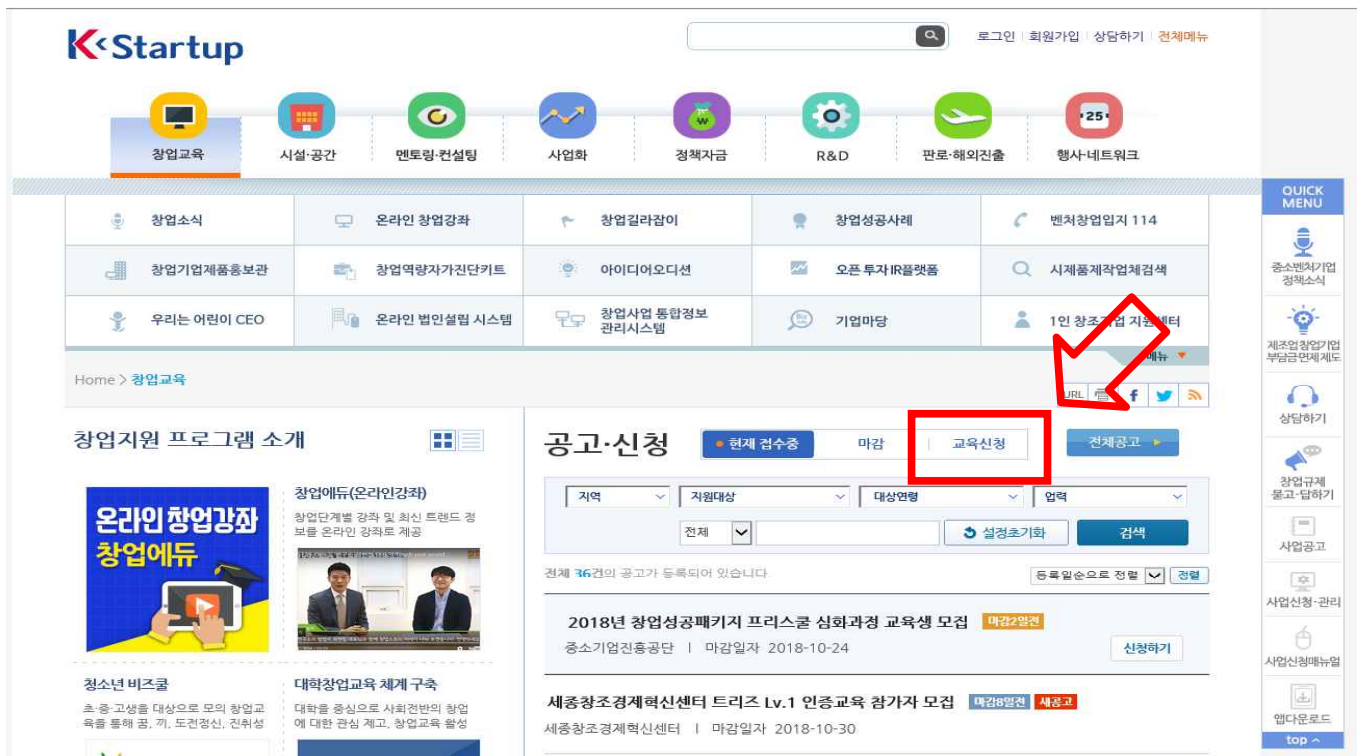 K Startup
로그인 회원가입 상담하기 전체메뉴
창업교육 시설·공간 멘토링·컨설팅 사업화 정책자금 R&D 판로·해외진출 행사·네트워크
25
창업소식 온라인 창업강좌 창업길라잡이 창업성공사례 벤처창업입지 114
창업기업제품홍보관 창업역량자가진단키트 아이디어오디션 오픈 투자IR플랫폼 시제품제작업체검색
우리는 어린이 CEO 온라인 법인설립 시스템 창업사업 통합정보 관리시스템 기업마당 1인 창조기업 지원센터
메뉴
Home > 창업교육
URL
창업지원 프로그램 소개
온라인 창업강좌
창업에듀
창업에듀(온라인강좌)
창업단계별 강좌 및 최신 트렌드 정
보를 온라인 강좌로 제공
청소년 비즈쿨
초·중·고생을 대상으로 모의 창업교
육을 통해 꿈, 끼, 도전정신, 진취성
대학창업교육 체계 구축
대학을 중심으로 사회전반의 창업
에 대한 관심 제고, 창업교육 활성
공고·신청 현재 접수중 마감 교육신청 전체공고
지역 지원대상 대상연령 업력
전체 설정초기화 검색
전체 36건의 공고가 등록되어 있습니다 등록일순으로 정렬 정렬
2018년 창업성공패키지 프리스쿨 심화과정 교육생 모집 마감2일전
중소기업진흥공단 | 마감일자 2018-10-24 신청하기
세종창조경제혁신센터 트리즈 Lv.1 인증교육 참가자 모집 마감8일전 새공고
세종창조경제혁신센터 | 마감일자 2018-10-30
QUICK
MENU
중소벤처기업
정책소식
제조업창업기업
부담금면제제도
상담하기
창업규제
묻고·답하기
사업공고
사업신청·관리
사업신청매뉴얼
앱다운로드
top